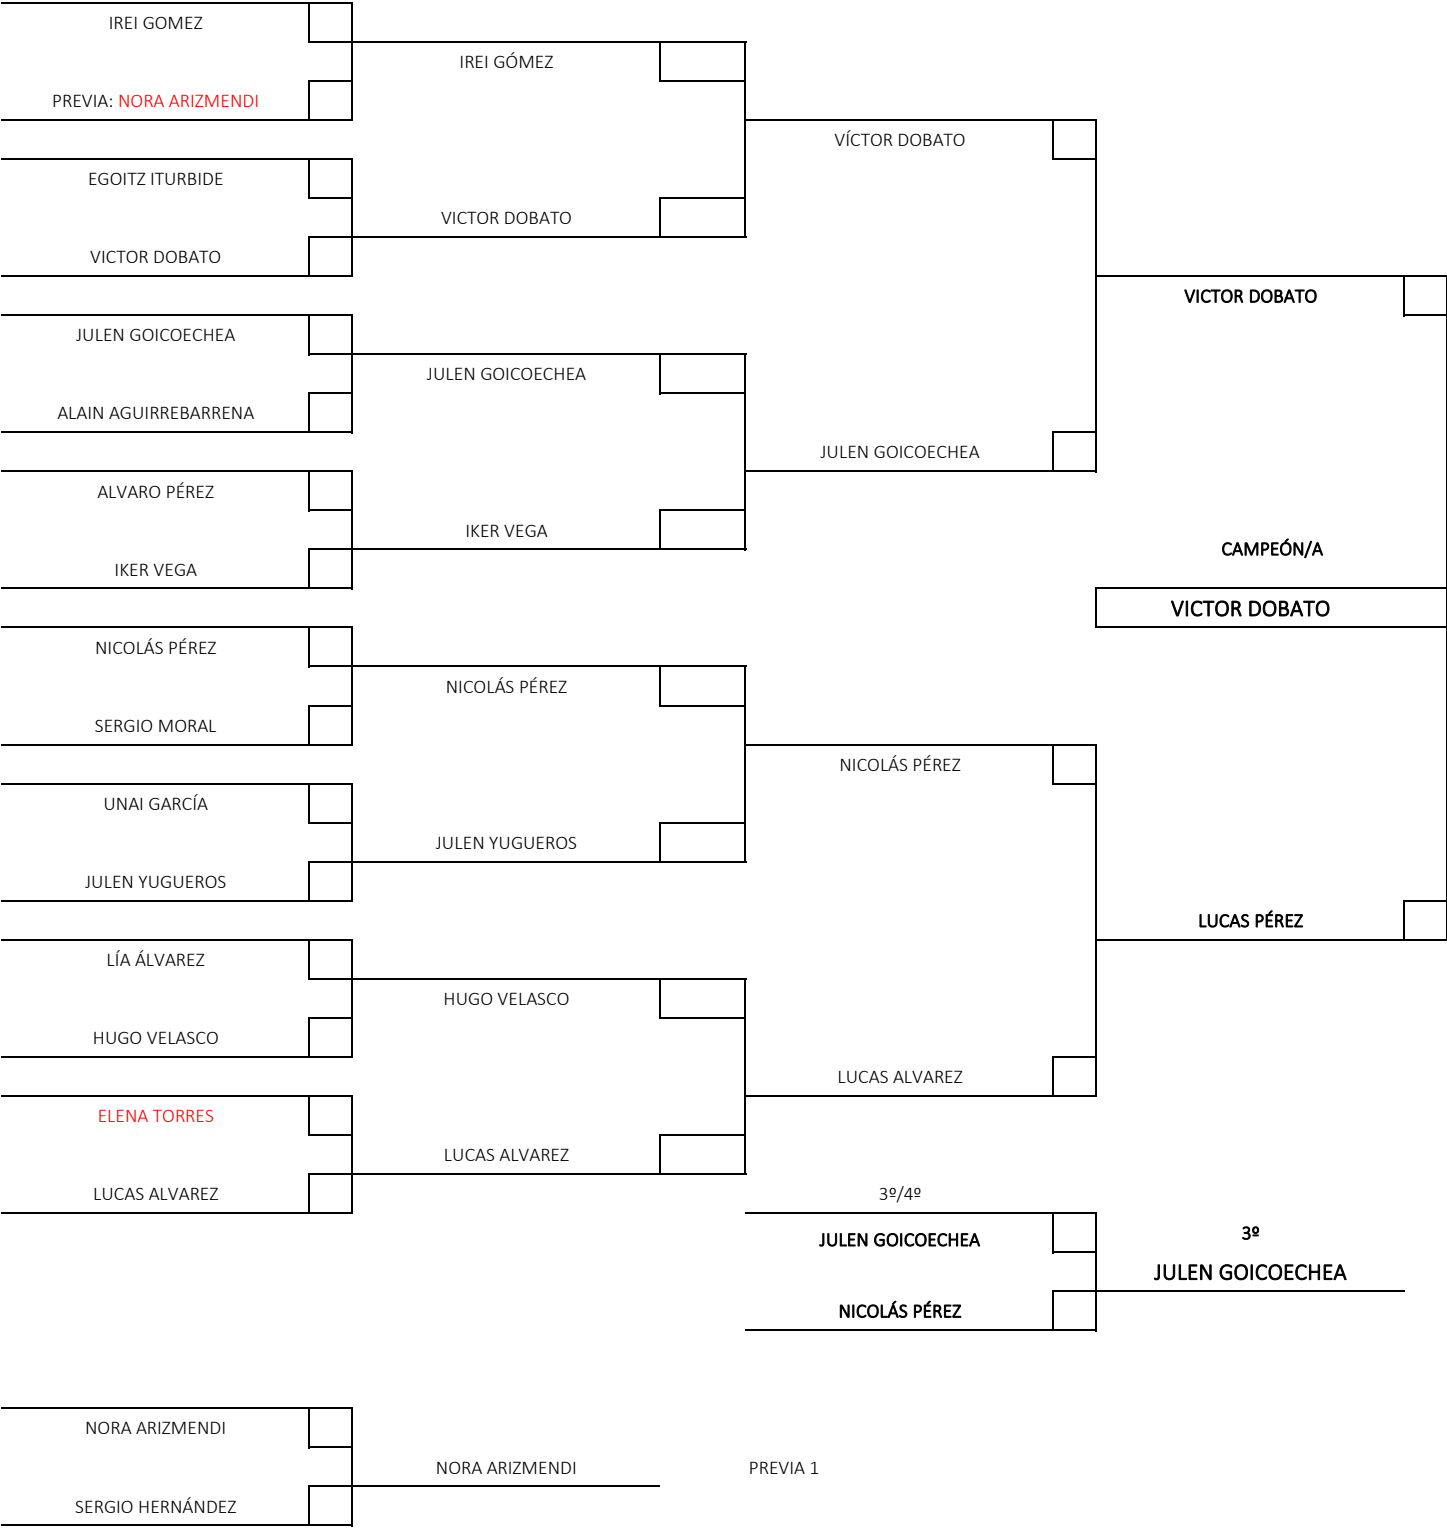 IREI GOMEZ
IREI GÓMEZ
PREVIA: NORA ARIZMENDI
VÍCTOR DOBATO
EGOITZ ITURBIDE
VICTOR DOBATO
VICTOR DOBATO
VICTOR DOBATO
JULEN GOICOECHEA
JULEN GOICOECHEA
ALAIN AGUIRREBARRENA
JULEN GOICOECHEA
ALVARO PÉREZ
IKER VEGA
CAMPEÓN/A
IKER VEGA
VICTOR DOBATO
NICOLÁS PÉREZ
NICOLÁS PÉREZ
SERGIO MORAL
NICOLÁS PÉREZ
UNAI GARCÍA
JULEN YUGUEROS
JULEN YUGUEROS
LUCAS PÉREZ
LÍA ÁLVAREZ
HUGO VELASCO
HUGO VELASCO
LUCAS ALVAREZ
ELENA TORRES
LUCAS ALVAREZ
LUCAS ALVAREZ
3º/4º
JULEN GOICOECHEA
3º
JULEN GOICOECHEA
NICOLÁS PÉREZ
NORA ARIZMENDI
NORA ARIZMENDI
PREVIA 1
SERGIO HERNÁNDEZ